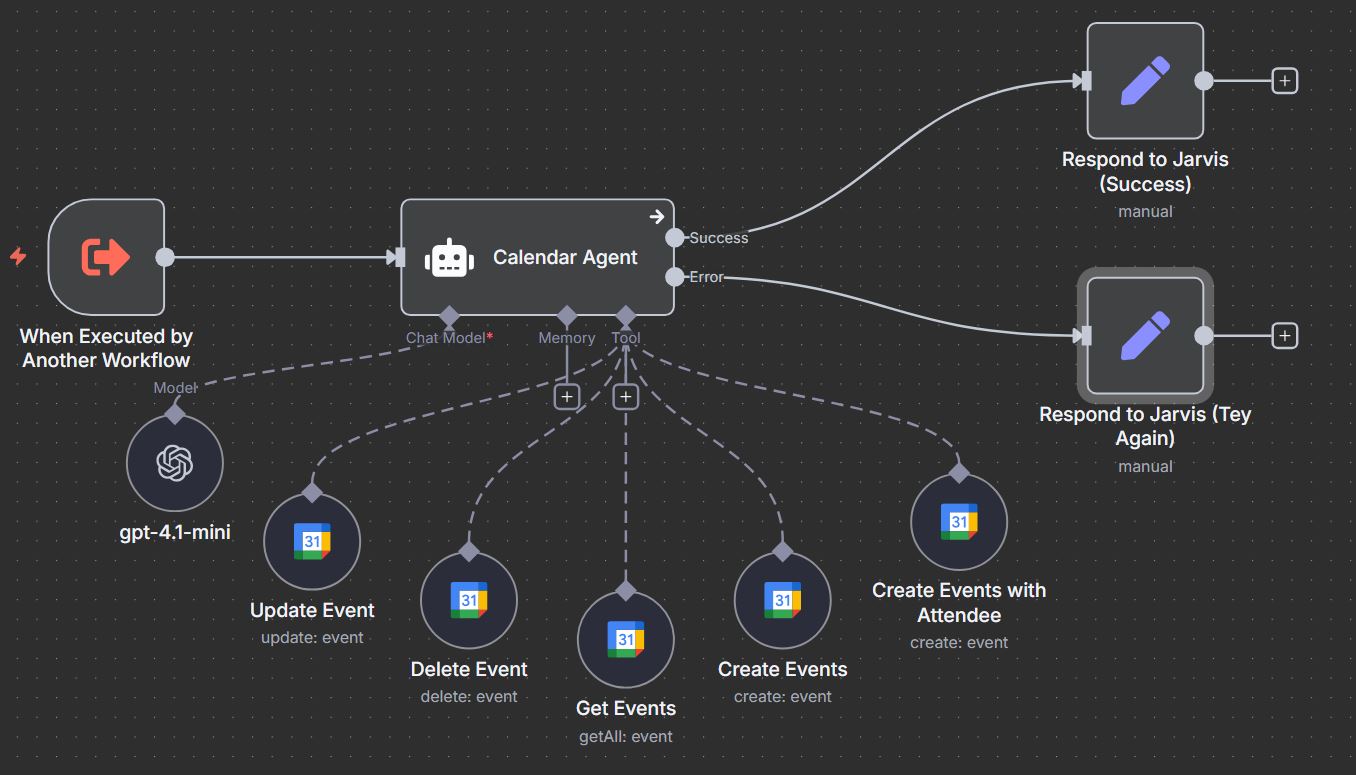 Respond to Jarvis
(Success)
manual
When Executed by
Another Workflow
Calendar Agent
Success
Error
Chat Model*
Memory
Tool
Model
gpt-4.1-mini
Respond to Jarvis (Tey
Again)
manual
31
Update Event
update: event
31
Delete Event
delete: event
31
Get Events
getAll: event
31
Create Events
create: event
31
Create Events with
Attendee
create: event